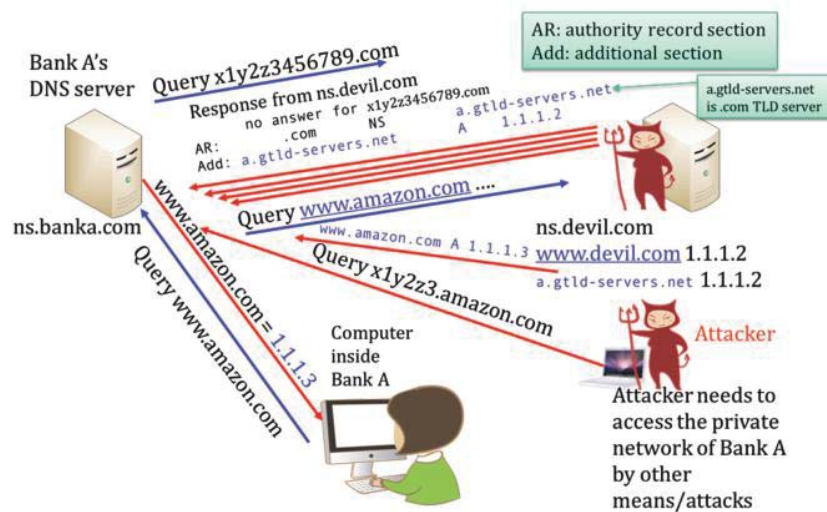 AR: authority record section
Add: additional section
Bank A's
DNS server
Query x1y2z3456789.com
a.gtld-servers.net
is .com TLD server
Response from ns.devil.com
no answer for x1y2z3456789.com
AR: .com NS a.gtld-servers.net
Add: a.gtld-servers.net A 1.1.1.2
ns.banka.com
Query www.amazon.com ....
ns.devil.com
www.amazon.com A 1.1.1.3
www.devil.com 1.1.1.2
a.gtld-servers.net 1.1.1.2
www.amazon.com = 1.1.1.3
Query x1y2z3.amazon.com
Query www.amazon.com
Computer
inside
Bank A
Attacker
Attacker needs to
access the private
network of Bank A
by other
means/attacks